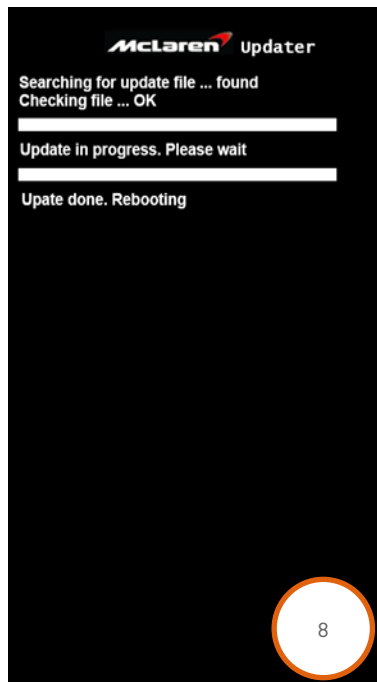 McLaren Updater
Searching for update file ... found
Checking file ... OK
Update in progress. Please wait
Upate done. Rebooting
8